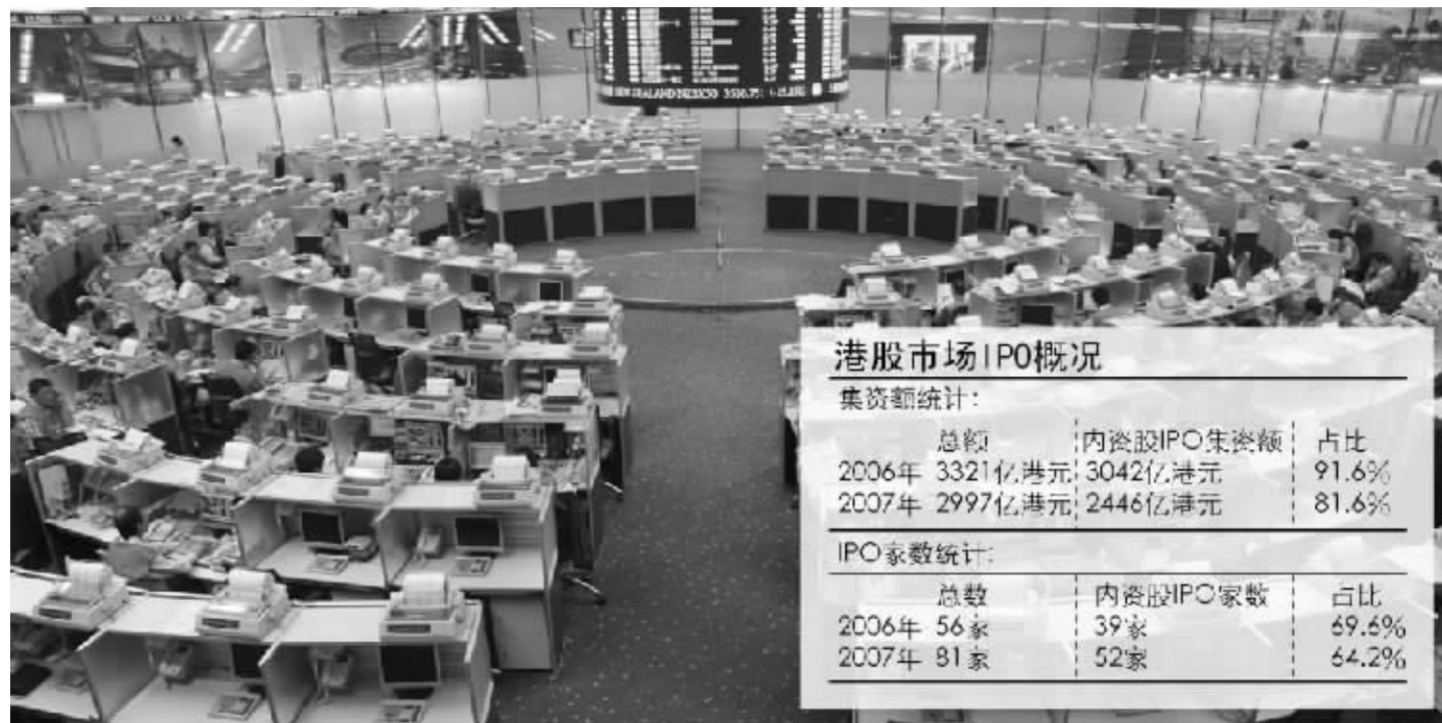 港股市场IPO概况
集资额统计:
总额 内资股IPO集资额 占比
2006年 3321亿港元 3042亿港元 91.6%
2007年 2997亿港元 2446亿港元 81.6%
IPO家数统计:
总数 内资股IPO家数 占比
2006年 56家 39家 69.6%
2007年 81家 52家 64.2%